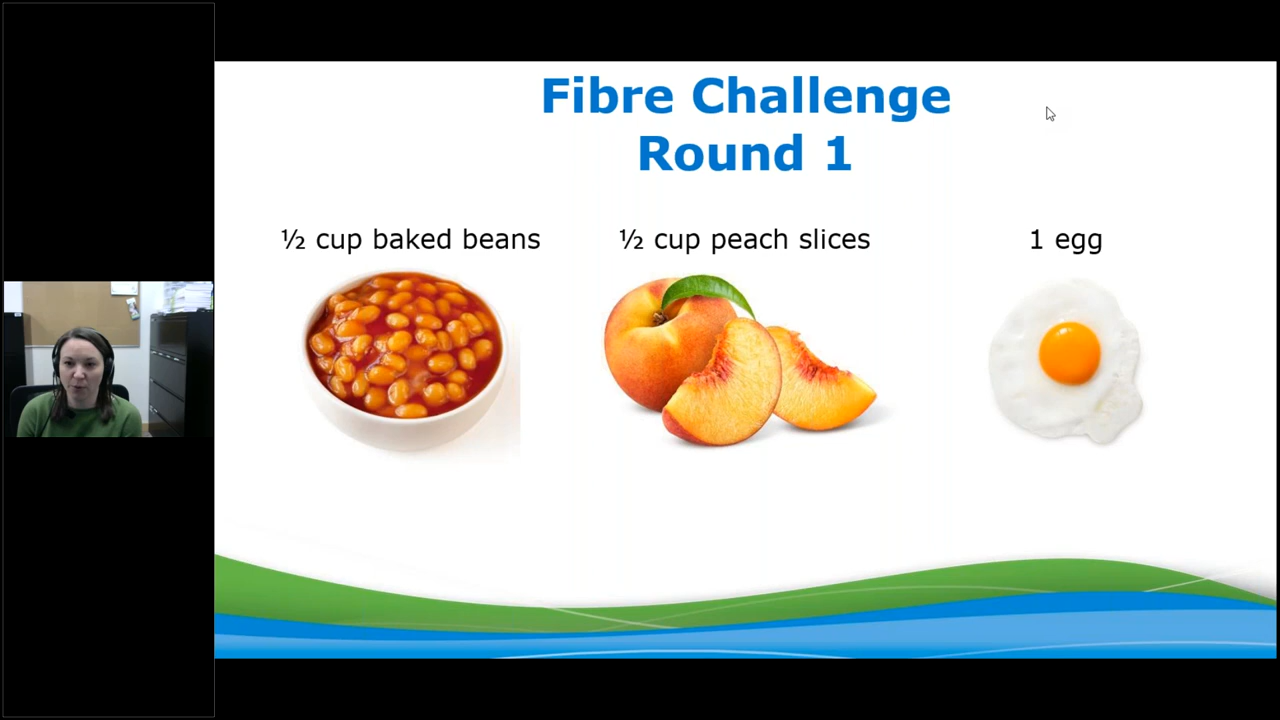 Fibre Challenge
Round 1
½ cup baked beans
½ cup peach slices
1 egg